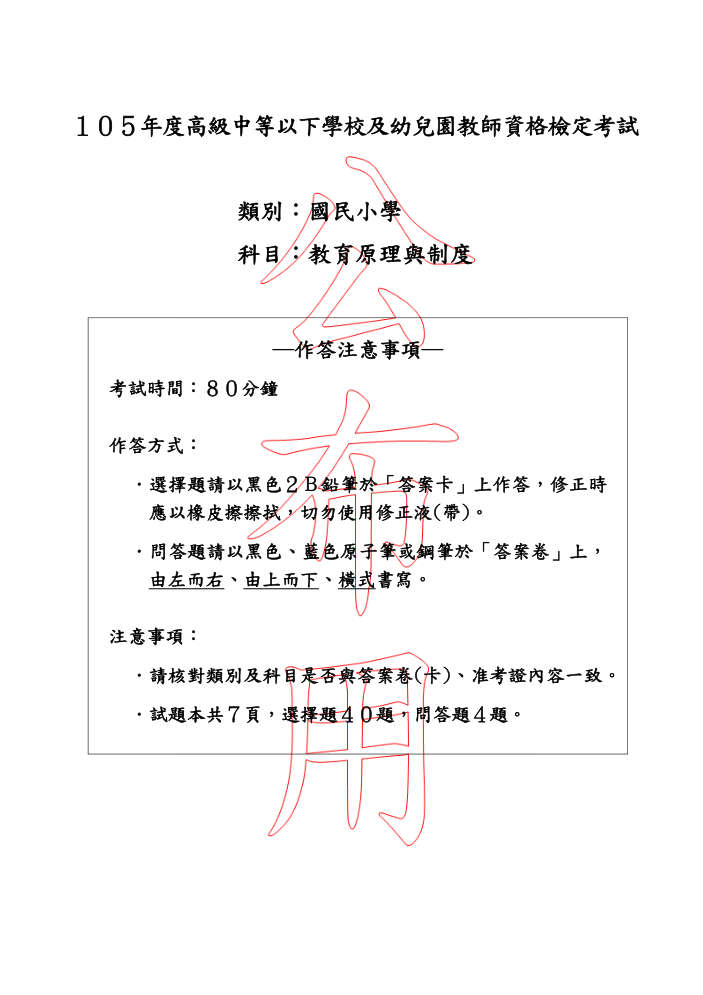 １０５年度高級中等以下學校及幼兒園教師資格檢定考試
類別：國民小學
科目：教育原理與制度
—作答注意事項—
考試時間：８０分鐘
作答方式：
．選擇題請以黑色２Ｂ鉛筆於「答案卡」上作答，修正時
應以橡皮擦擦拭，切勿使用修正液(帶)。
．問答題請以黑色、藍色原子筆或鋼筆於「答案卷」上，
由左而右、由上而下、橫式書寫。
注意事項：
．請核對類別及科目是否與答案卷(卡)、准考證內容一致。
．試題本共７頁，選擇題４０題，問答題４題。
公
布
用